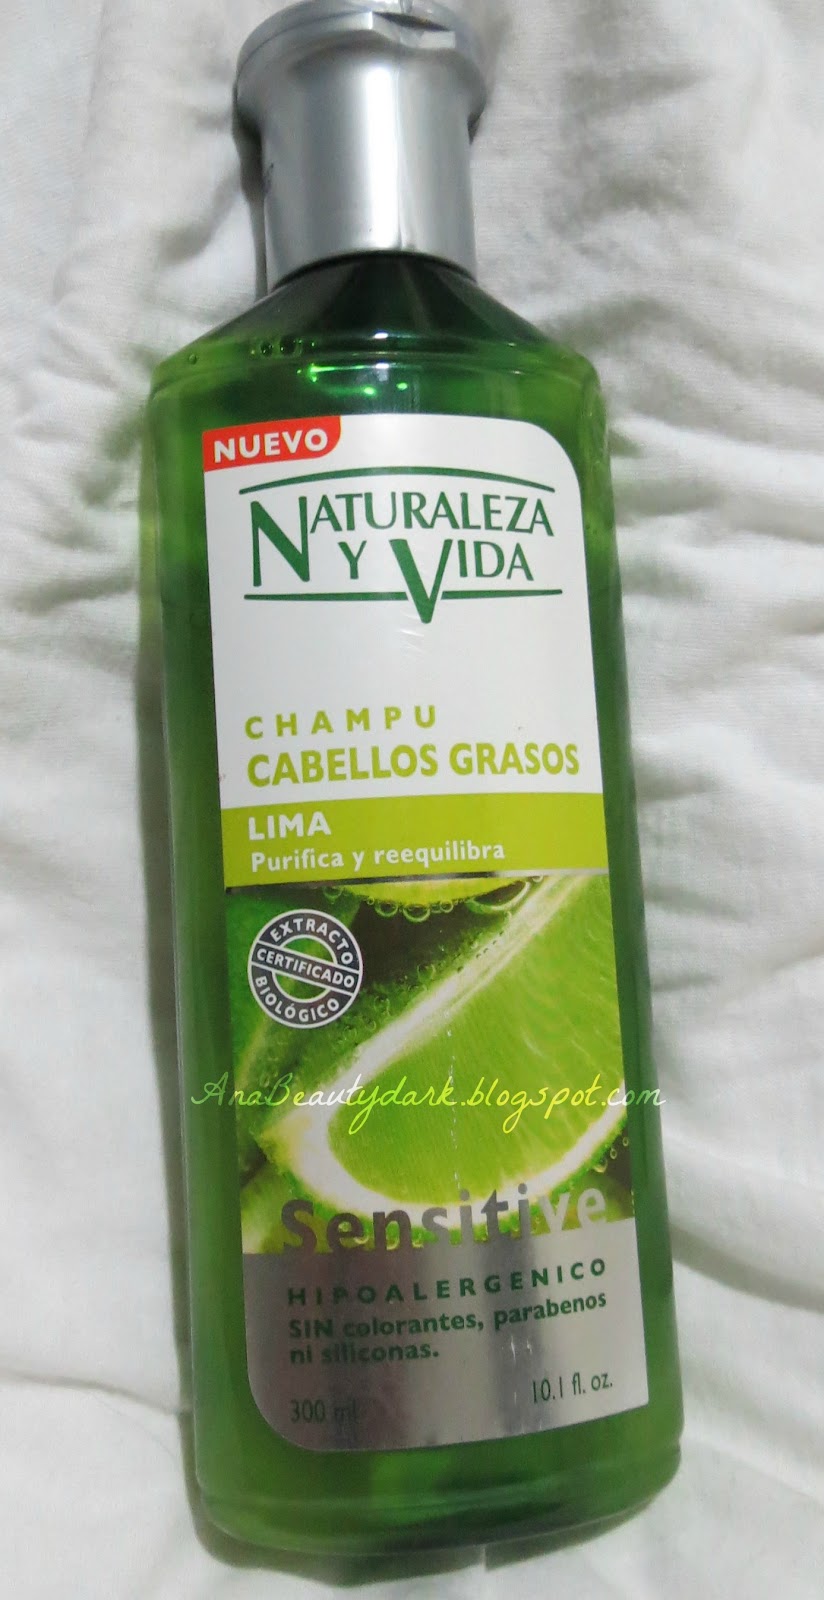 NUEVO
NATURALEZA
Y VIDA
CHAMPU
CABELLOS GRASOS
LIMA
Purifica y reequilibra
EXTRACTO
CERTIFICADO
BIOLÓGICO
AnaBeautydark.blogspot.com
Sensitive
HIPOALERGENICO
SIN colorantes, parabenos
ni siliconas.
300 ml 10.1 fl. oz.